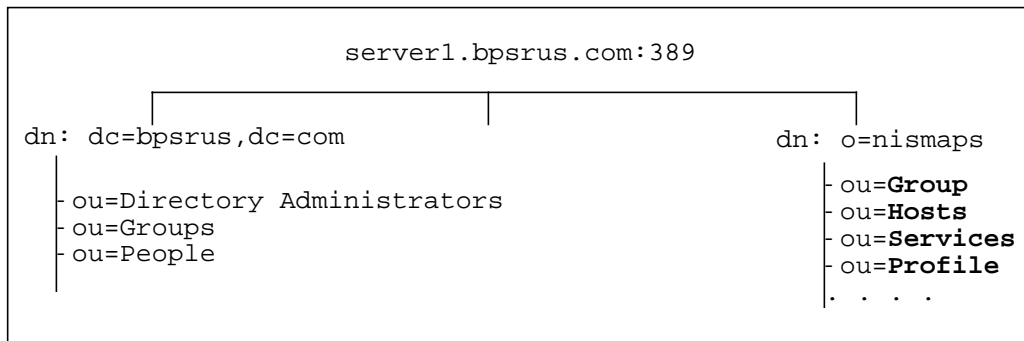 server1.bpsrus.com:389
dn: dc=bpsrus,dc=com
ou=Directory Administrators
ou=Groups
ou=People
dn: o=nismaps
ou=Group
ou=Hosts
ou=Services
ou=Profile
. . . .